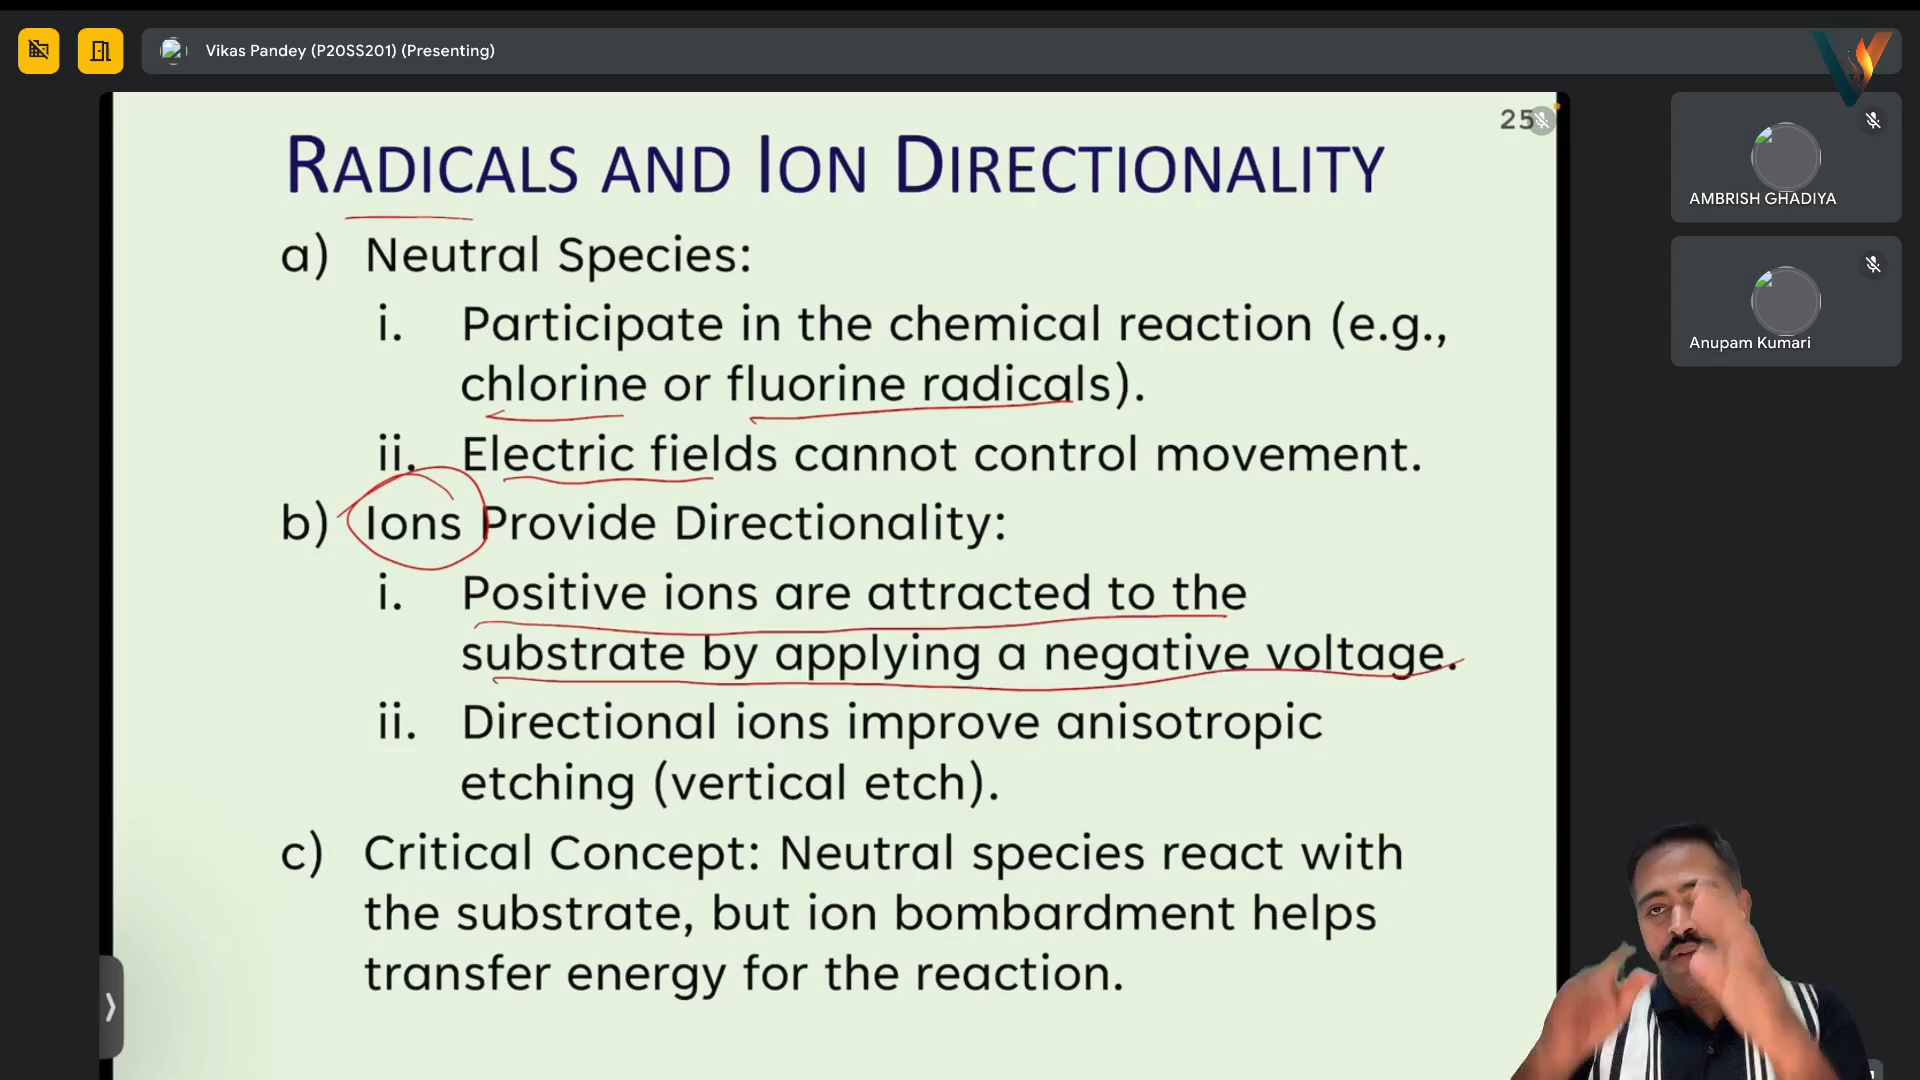 Vikas Pandey (P20SS201) (Presenting)
25
RADICALS AND ION DIRECTIONALITY
a) Neutral Species:
i. Participate in the chemical reaction (e.g.,
chlorine or fluorine radicals).
ii. Electric fields cannot control movement.
b) Ions Provide Directionality:
i. Positive ions are attracted to the
substrate by applying a negative voltage.
ii. Directional ions improve anisotropic
etching (vertical etch).
c) Critical Concept: Neutral species react with
the substrate, but ion bombardment helps
transfer energy for the reaction.
AMBRISH GHADIYA
Anupam Kumari